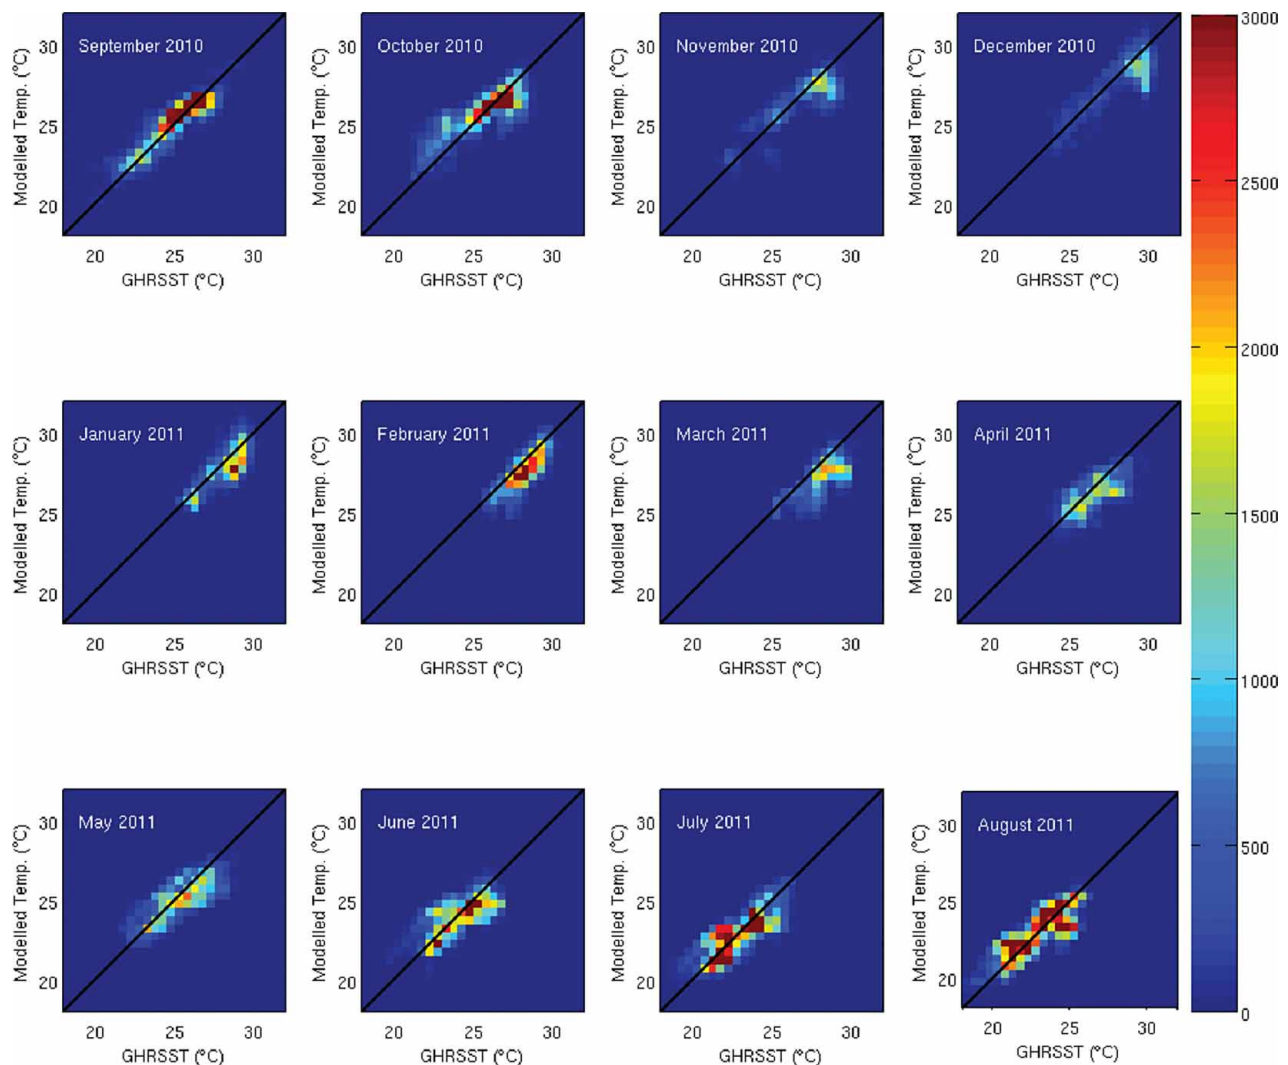 September 2010
Modelled Temp. (°C)
30
25
20
20 25 30
GHRSST (°C)
October 2010
Modelled Temp. (°C)
30
25
20
20 25 30
GHRSST (°C)
November 2010
Modelled Temp. (°C)
30
25
20
20 25 30
GHRSST (°C)
December 2010
Modelled Temp. (°C)
30
25
20
20 25 30
GHRSST (°C)
January 2011
Modelled Temp. (°C)
30
25
20
20 25 30
GHRSST (°C)
February 2011
Modelled Temp. (°C)
30
25
20
20 25 30
GHRSST (°C)
March 2011
Modelled Temp. (°C)
30
25
20
20 25 30
GHRSST (°C)
April 2011
Modelled Temp. (°C)
30
25
20
20 25 30
GHRSST (°C)
May 2011
Modelled Temp. (°C)
30
25
20
20 25 30
GHRSST (°C)
June 2011
Modelled Temp. (°C)
30
25
20
20 25 30
GHRSST (°C)
July 2011
Modelled Temp. (°C)
30
25
20
20 25 30
GHRSST (°C)
August 2011
Modelled Temp. (°C)
30
25
20
20 25 30
GHRSST (°C)
3000
2500
2000
1500
1000
500
0